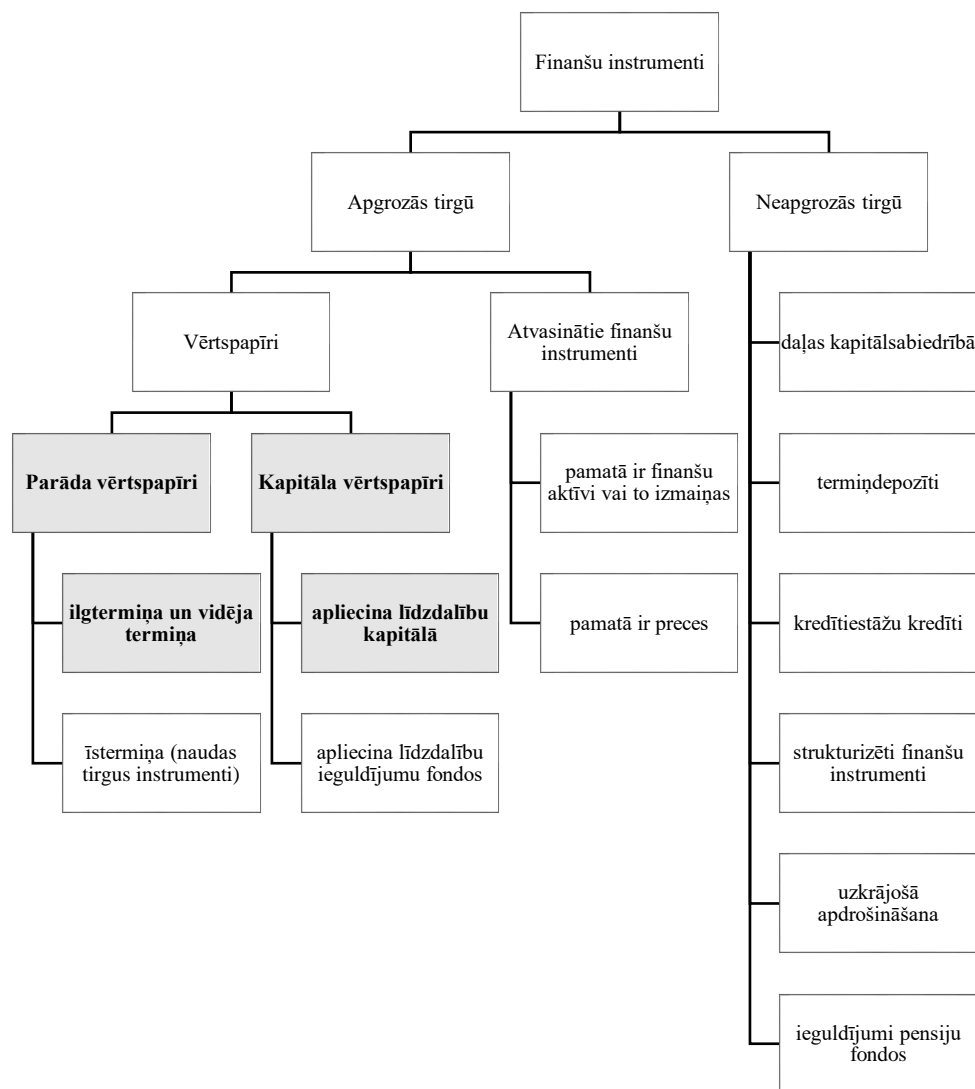 Finanšu instrumenti
Apgrozās tirgū
Neapgrozās tirgū
Vērtspapīri
Atvasinātie finanšu
instrumenti
daļas kapitālsabiedrībā
Parāda vērtspapīri
Kapitāla vērtspapīri
pamatā ir finanšu
aktīvi vai to izmaiņas
termiņdepozīti
ilgtermiņa un vidēja
termiņa
apliecina līdzdalību
kapitālā
pamatā ir preces
kredītiestāžu kredīti
īstermiņa (naudas
tirgus instrumenti)
apliecina līdzdalību
ieguldījumu fondos
strukturizēti finanšu
instrumenti
uzkrājošā
apdrošināšana
ieguldījumi pensiju
fondos